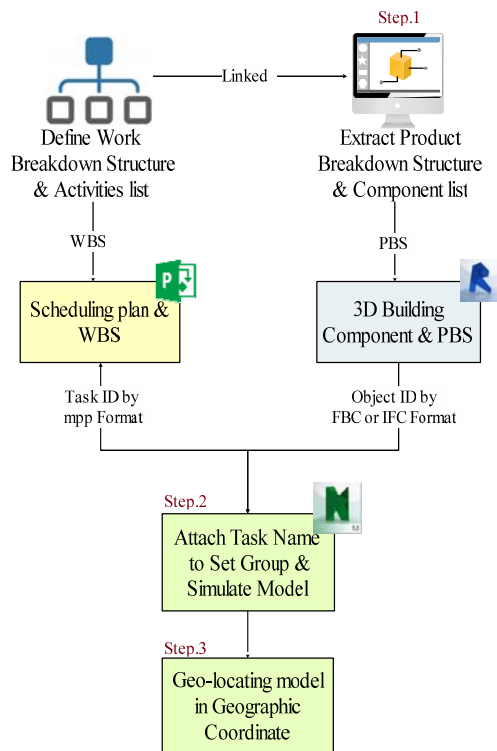 Step.1
Linked
Define Work
Breakdown Structure
& Activities list
Extract Product
Breakdown Structure
& Component list
WBS
PBS
Scheduling plan &
WBS
3D Building
Component & PBS
Task ID by
mpp Format
Object ID by
FBC or IFC Format
Step.2
Attach Task Name
to Set Group &
Simulate Model
Step.3
Geo-locating model
in Geographic
Coordinate